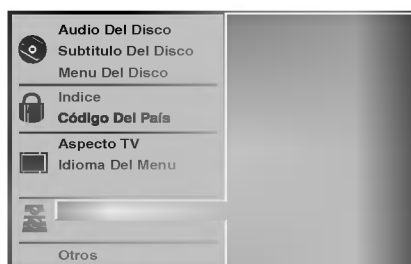 Audio Del Disco
Subtitulo Del Disco
Menu Del Disco
Indice
Código Del País
Aspecto TV
Idioma Del Menu
Otros